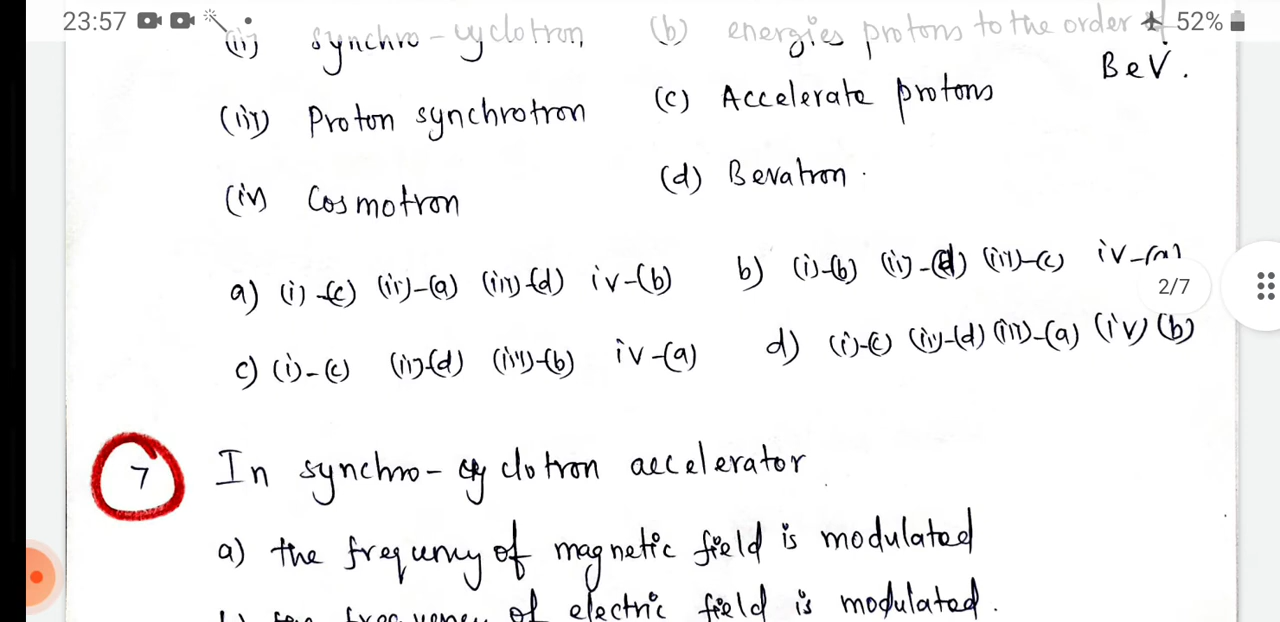 23:57 52%
(ii) synchro-cyclotron (b) energies protons to the order of
BeV.
(iii) Proton synchrotron (c) Accelerate protons
(iv) Cosmotron (d) Bevatron.
a) (i)-(c) (ii)-(a) (iii)-(d) iv-(b) b) (i)-(b) (ii)-(d) (iii)-(c) iv-(a)
2/7
c) (i)-(c) (ii)-(d) (iii)-(b) iv-(a) d) (i)-(c) (ii)-(d) (iii)-(a) (iv) (b)
7 In synchro-cyclotron accelerator
a) the frequency of magnetic field is modulated
of electric field is modulated.